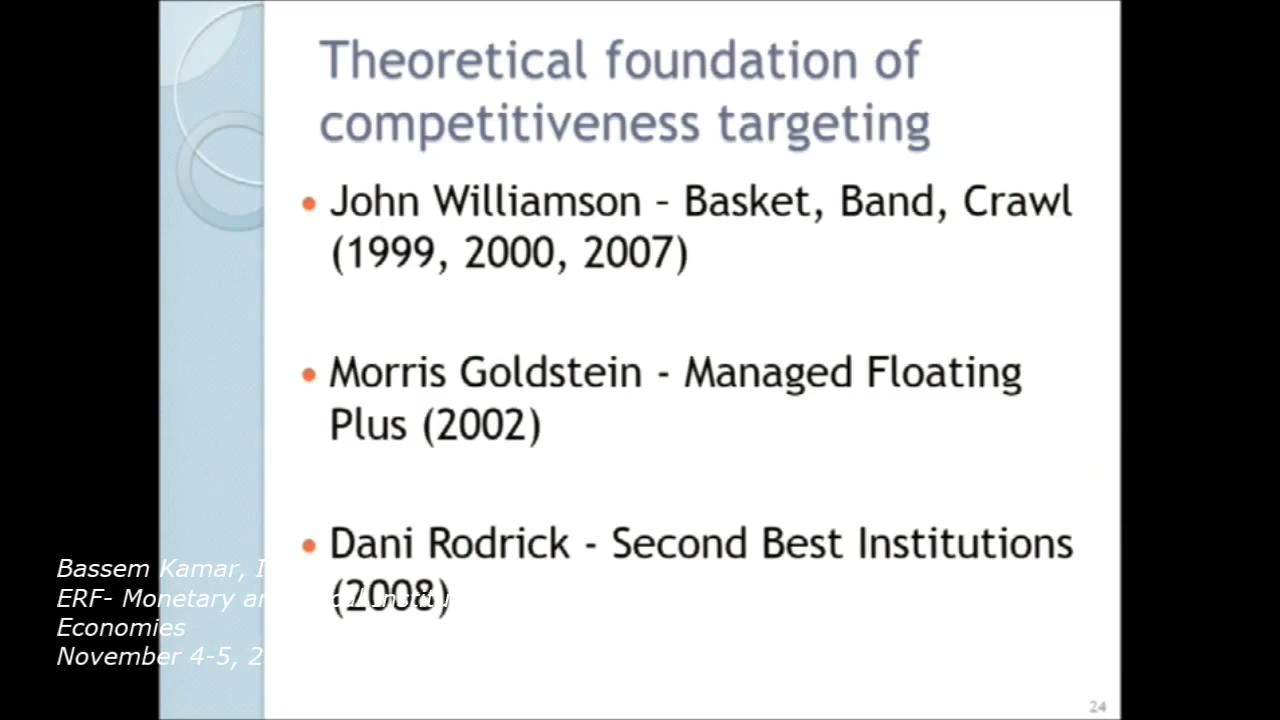 Theoretical foundation of
competitiveness targeting
• John Williamson – Basket, Band, Crawl
(1999, 2000, 2007)
• Morris Goldstein - Managed Floating
Plus (2002)
• Dani Rodrick - Second Best Institutions
(2008)
Bassem Kamar,
ERF- Monetary
Economies
November 4-5,
24